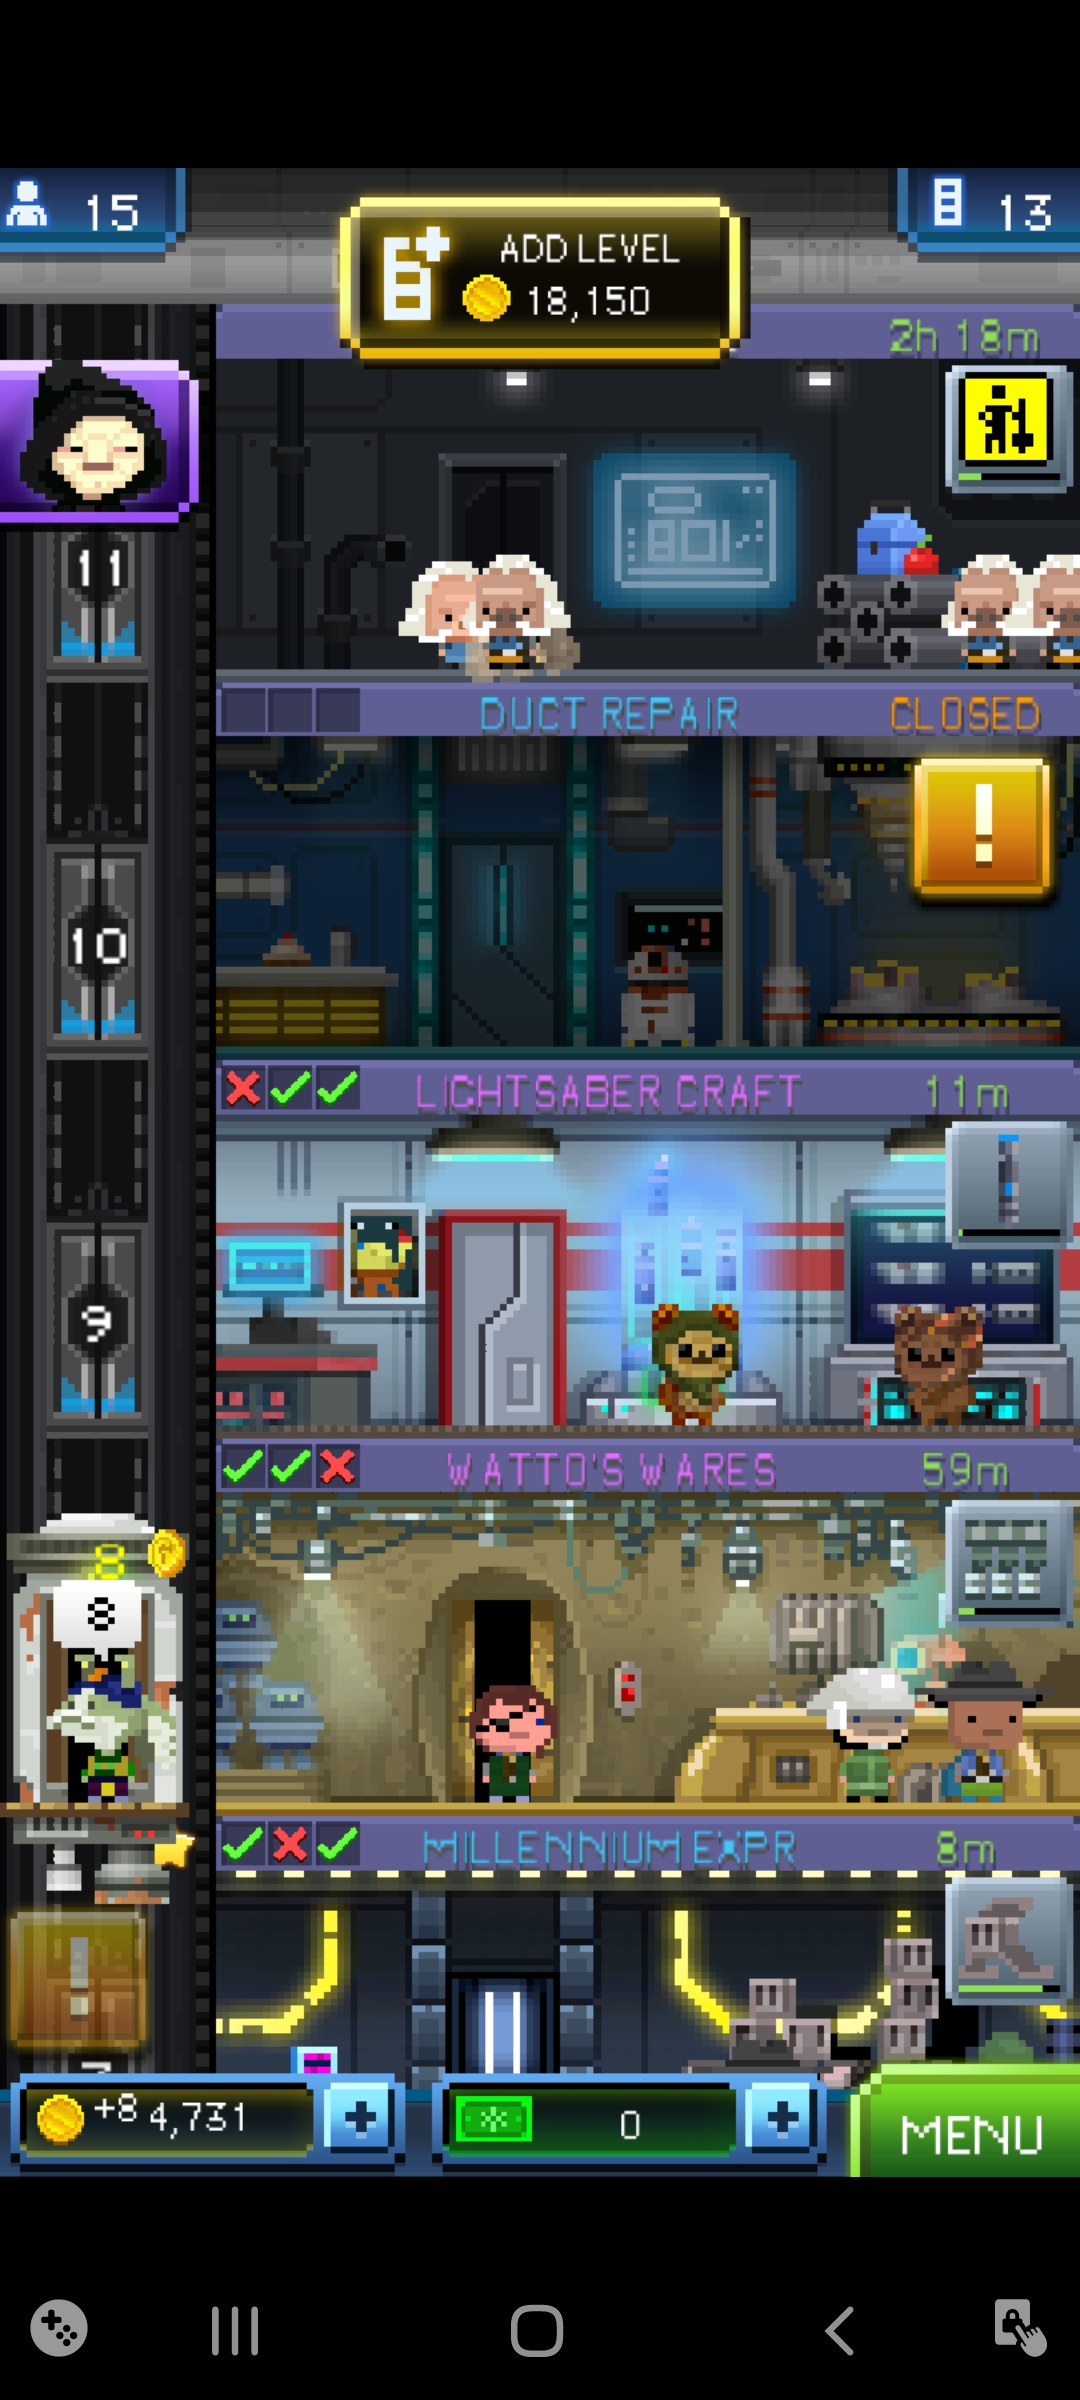 15
ADD LEVEL
18,150
13
2h 18m
11
DUCT REPAIR
CLOSED
!
10
LIGHTSABER CRAFT
11m
9
WATTO'S WARES
59m
8
8
MILLENNIUM EXPR
8m
!
+8 4,731
+
0
+
MENU